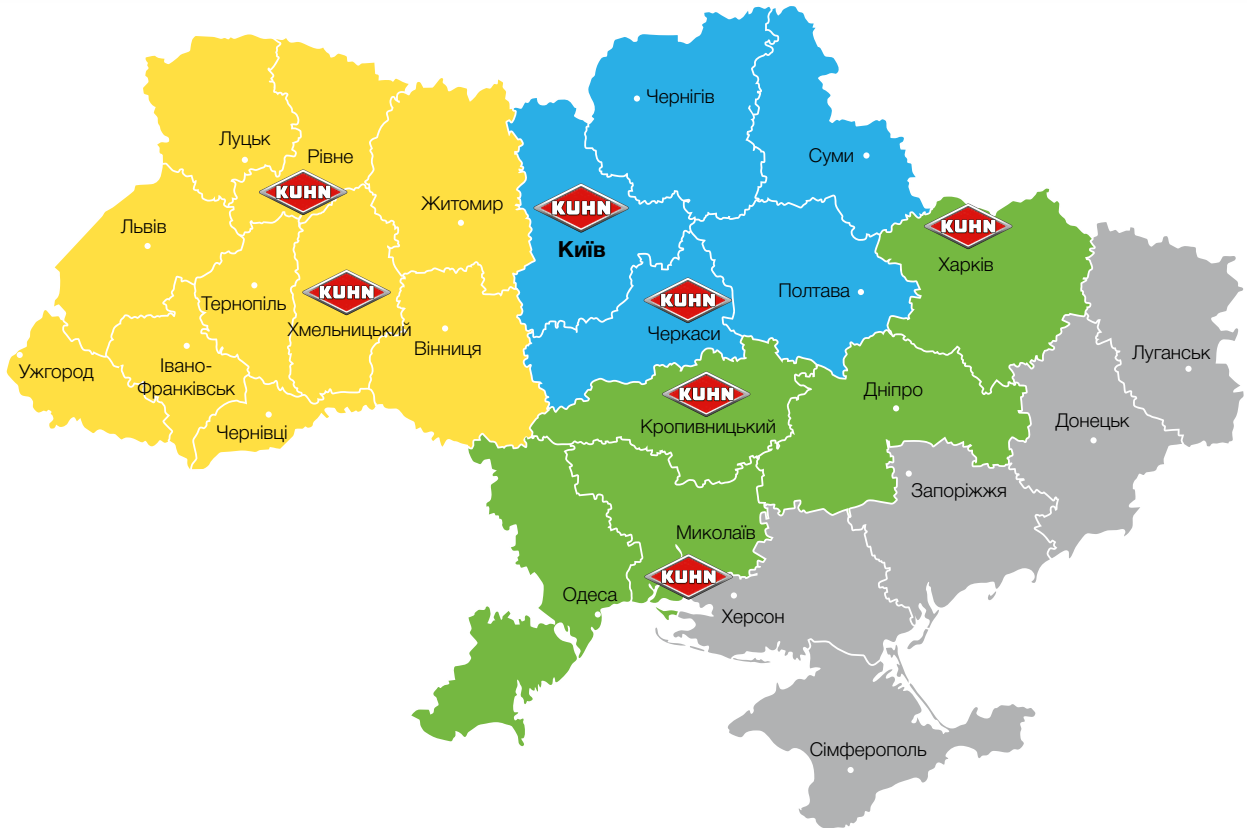 Чернігів
Луцьк
Рівне
Суми
KUHN
Житомир
KUHN
Львів
KUHN
Київ
Харків
Тернопіль
KUHN
Хмельницький
KUHN
Черкаси
Полтава
Вінниця
Ужгород
Івано-
Франківськ
Луганськ
KUHN
Дніпро
Чернівці
Кропивницький
Донецьк
Запоріжжя
Миколаїв
KUHN
Одеса
Херсон
Сімферополь